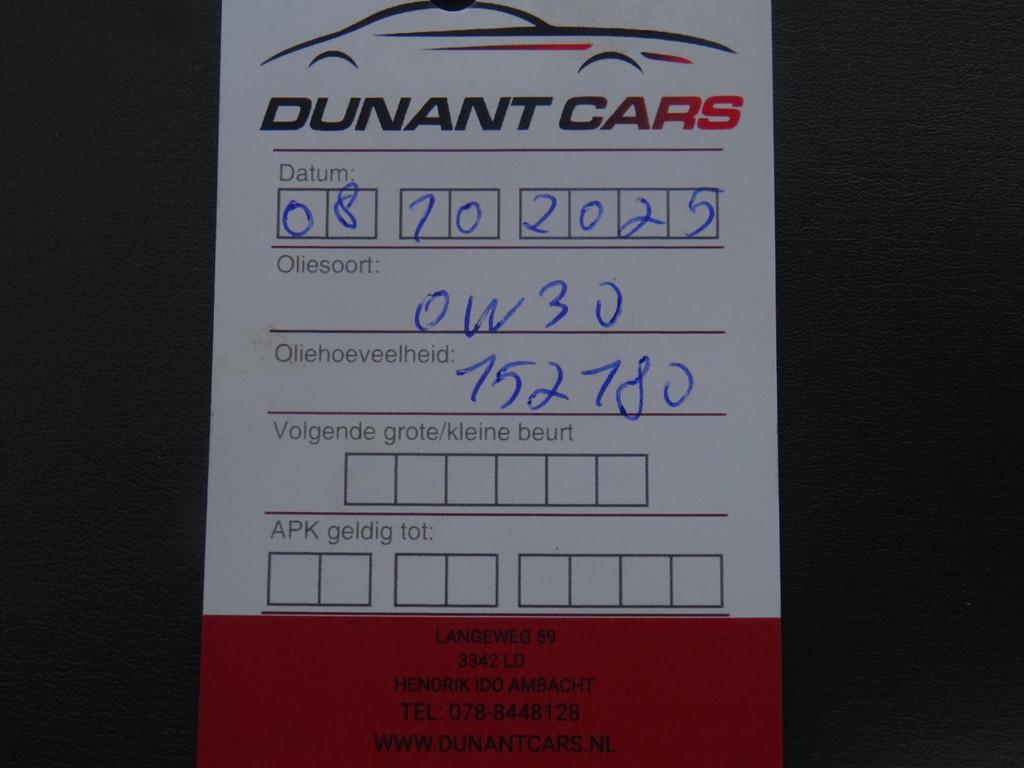 DUNANT CARS
Datum:
08 10 2025
Oliesoort:
0W30
Oliehoeveelheid:
152180
Volgende grote/kleine beurt
APK geldig tot:
LANGEWEG 59
3342 LD
HENDRIK IDO AMBACHT
TEL: 078-8448128
WWW.DUNANTCARS.NL